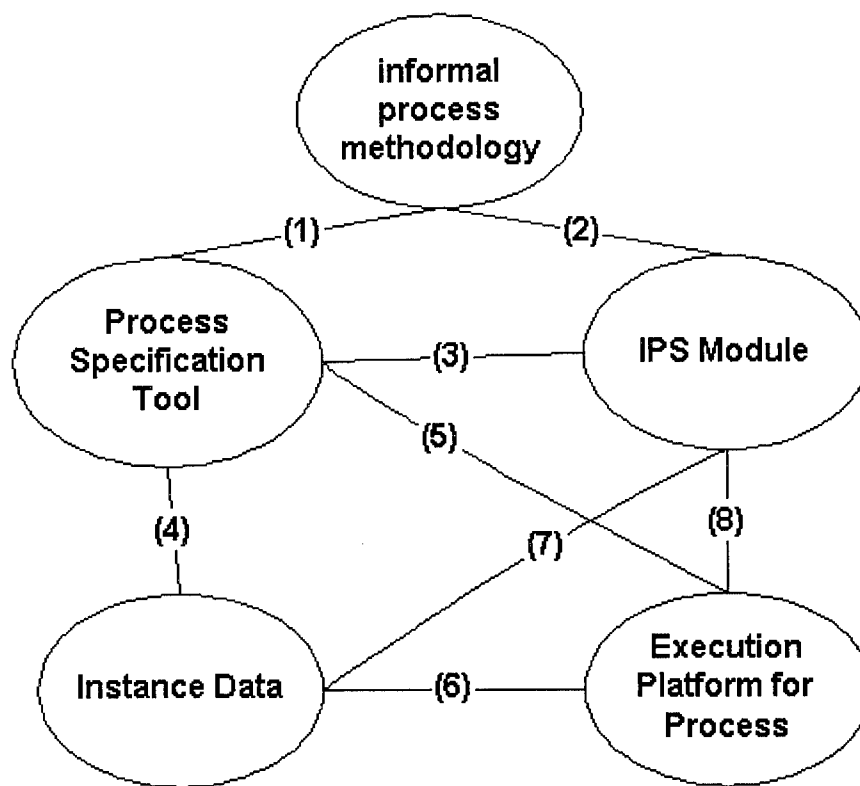 informal
process
methodology
(1)
(2)
Process
Specification
Tool
(3)
IPS Module
(5)
(4)
(7)
(8)
Instance Data
(6)
Execution
Platform for
Process